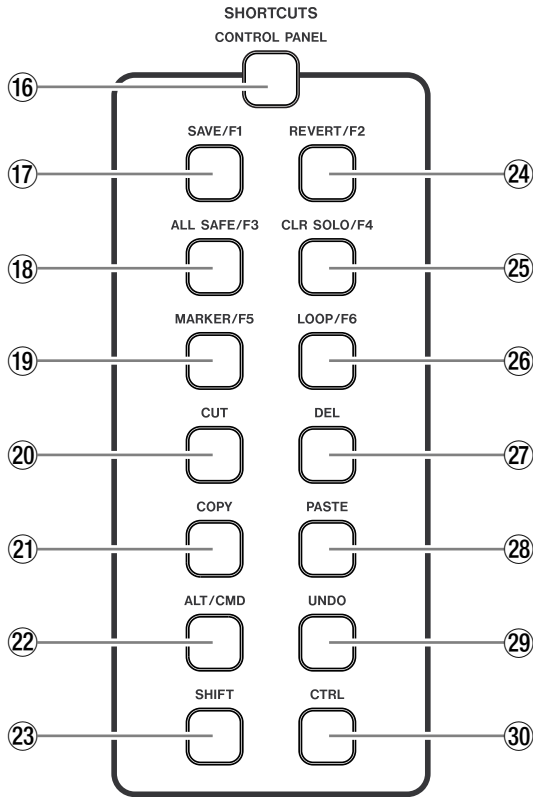 SHORTCUTS
CONTROL PANEL
⑯
SAVE/F1 REVERT/F2
⑰ ㉔
ALL SAFE/F3 CLR SOLO/F4
⑱ ㉕
MARKER/F5 LOOP/F6
⑲ ㉖
CUT DEL
⑳ ㉗
COPY PASTE
㉑ ㉘
ALT/CMD UNDO
㉒ ㉙
SHIFT CTRL
㉓ ㉚